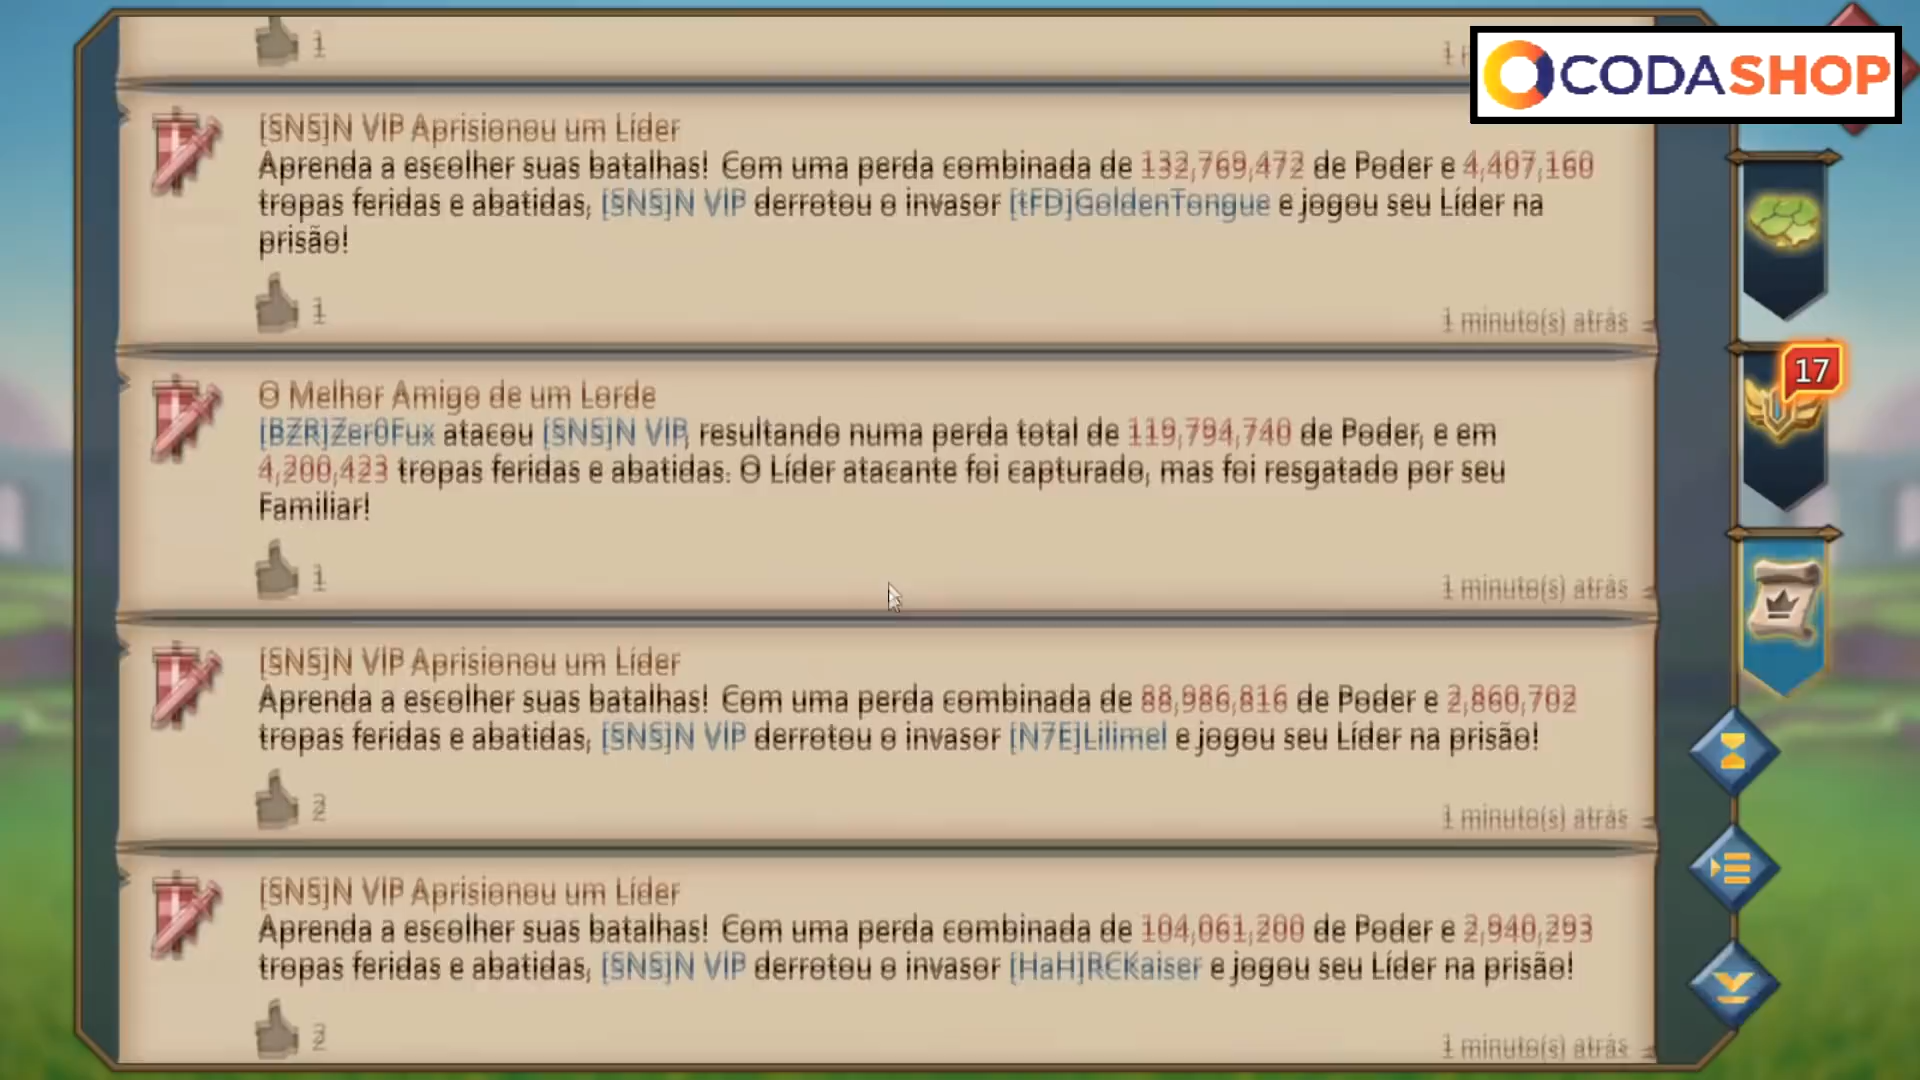 1
CODASHOP
[SNS]N VIP Aprisionou um Líder
Aprenda a escolher suas batalhas! Com uma perda combinada de 132,769,472 de Poder e 4,407,160
tropas feridas e abatidas, [SNS]N VIP derrotou o invasor [tFD]GoldenTongue e jogou seu Líder na
prisão!
1
1 minuto(s) atrás
17
O Melhor Amigo de um Lorde
[BZR]Zer0Fux atacou [SNS]N VIP, resultando numa perda total de 119,794,740 de Poder, e em
4,200,423 tropas feridas e abatidas. O Líder atacante foi capturado, mas foi resgatado por seu
Familiar!
1
1 minuto(s) atrás
[SNS]N VIP Aprisionou um Líder
Aprenda a escolher suas batalhas! Com uma perda combinada de 88,986,816 de Poder e 2,860,702
tropas feridas e abatidas, [SNS]N VIP derrotou o invasor [N7E]Lilimel e jogou seu Líder na prisão!
2
1 minuto(s) atrás
[SNS]N VIP Aprisionou um Líder
Aprenda a escolher suas batalhas! Com uma perda combinada de 104,061,200 de Poder e 2,940,293
tropas feridas e abatidas, [SNS]N VIP derrotou o invasor [HaH]RCKaiser e jogou seu Líder na prisão!
2
1 minuto(s) atrás